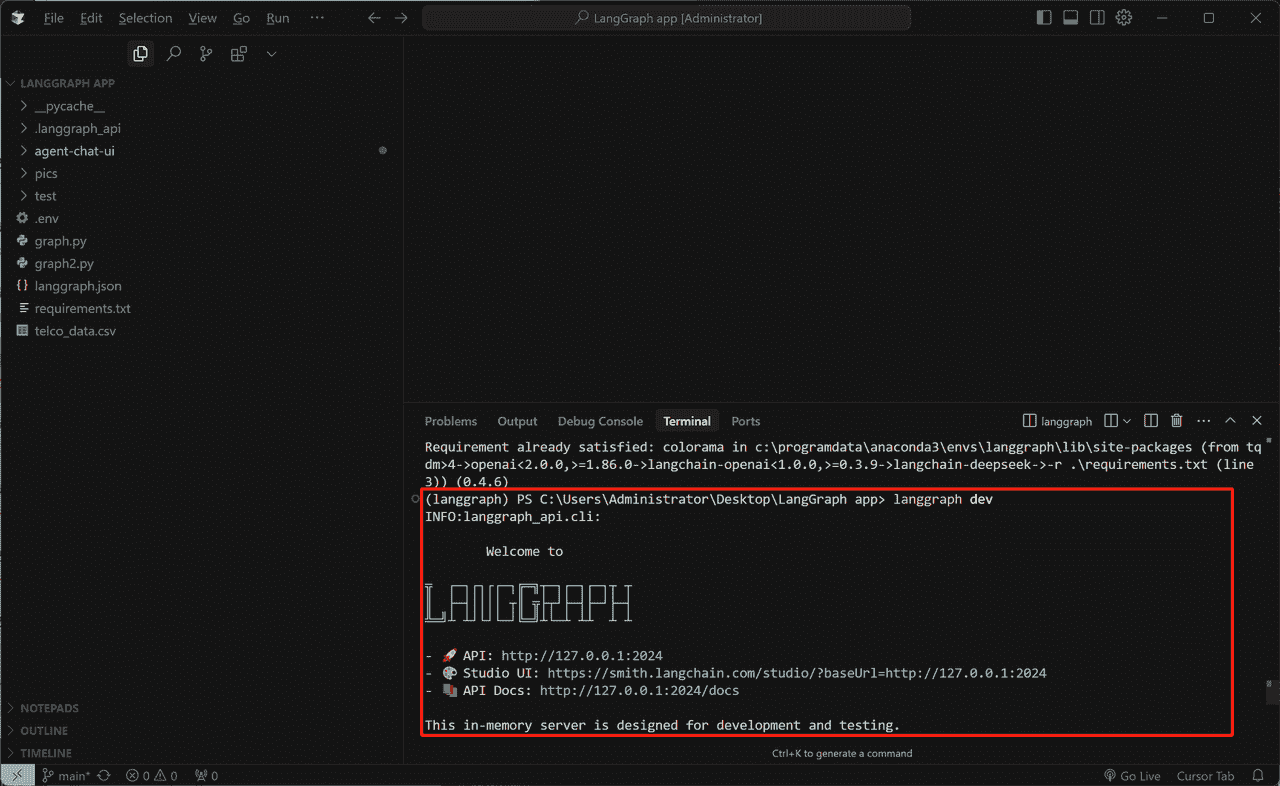 File Edit Selection View Go Run ··· LangGraph app [Administrator]
LANGGRAPH APP
__pycache__
.langgraph_api
agent-chat-ui
pics
test
.env
graph.py
graph2.py
langgraph.json
requirements.txt
telco_data.csv
NOTEPADS
OUTLINE
TIMELINE
Problems Output Debug Console Terminal Ports langgraph
Requirement already satisfied: colorama in c:\programdata\anaconda3\envs\langgraph\lib\site-packages (from tq
dm>4->openai<2.0.0,>=1.86.0->langchain-openai<1.0.0,>=0.3.9->langchain-deepseek->-r .\requirements.txt (line
3)) (0.4.6)
(langgraph) PS C:\Users\Administrator\Desktop\LangGraph app> langgraph dev
INFO:langgraph_api.cli:
Welcome to
LANGGRAPH
- 🚀 API: http://127.0.0.1:2024
- 🎨 Studio UI: https://smith.langchain.com/studio/?baseUrl=http://127.0.0.1:2024
- 📚 API Docs: http://127.0.0.1:2024/docs
This in-memory server is designed for development and testing.
Ctrl+K to generate a command
main* 0 0 0 Go Live Cursor Tab